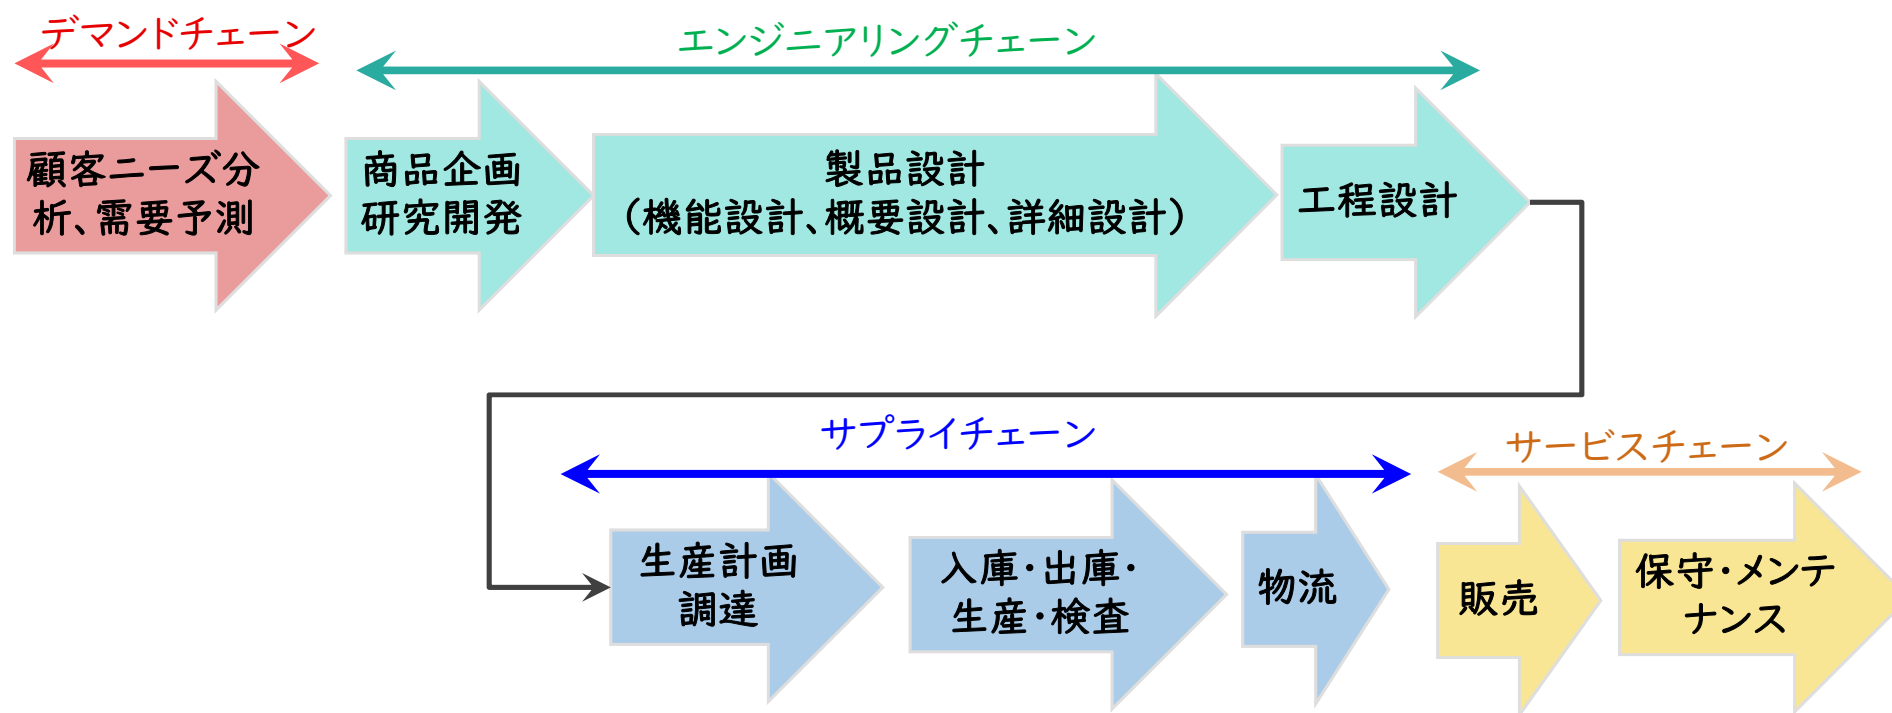 デマンドチェーン
エンジニアリングチェーン
顧客ニーズ分
析、需要予測
商品企画
研究開発
製品設計
（機能設計、概要設計、詳細設計）
工程設計
サプライチェーン
サービスチェーン
生産計画
調達
入庫・出庫・
生産・検査
物流
販売
保守・メンテ
ナンス